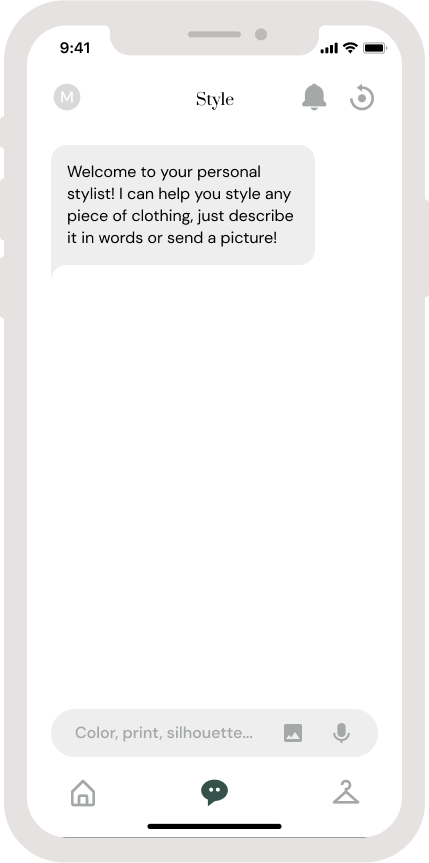 9:41
M
Style
Welcome to your personal
stylist! I can help you style any
piece of clothing, just describe
it in words or send a picture!
Color, print, silhouette...